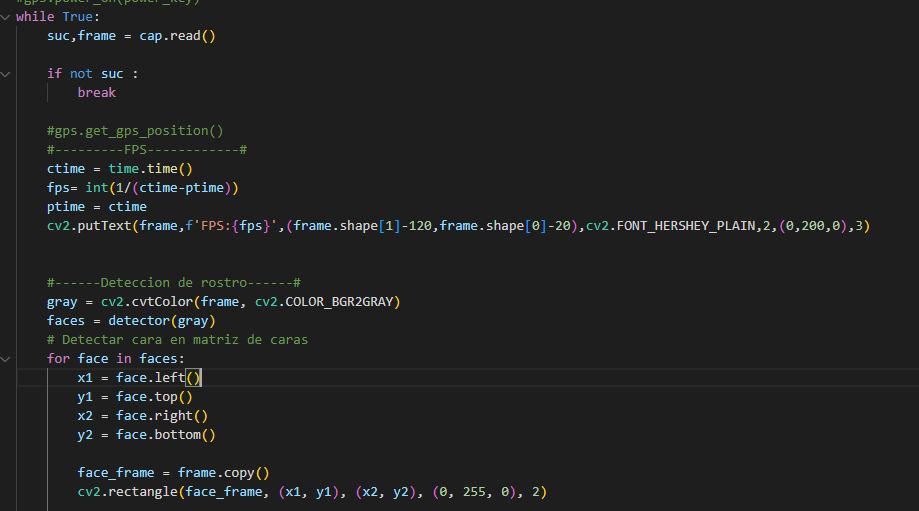 #gps.power_on(power_key)
while True:
suc,frame = cap.read()
if not suc :
break
#gps.get_gps_position()
#---------FPS------------#
ctime = time.time()
fps= int(1/(ctime-ptime))
ptime = ctime
cv2.putText(frame,f'FPS:{fps}',(frame.shape[1]-120,frame.shape[0]-20),cv2.FONT_HERSHEY_PLAIN,2,(0,200,0),3)
#------Deteccion de rostro------#
gray = cv2.cvtColor(frame, cv2.COLOR_BGR2GRAY)
faces = detector(gray)
# Detectar cara en matriz de caras
for face in faces:
x1 = face.left()
y1 = face.top()
x2 = face.right()
y2 = face.bottom()
face_frame = frame.copy()
cv2.rectangle(face_frame, (x1, y1), (x2, y2), (0, 255, 0), 2)